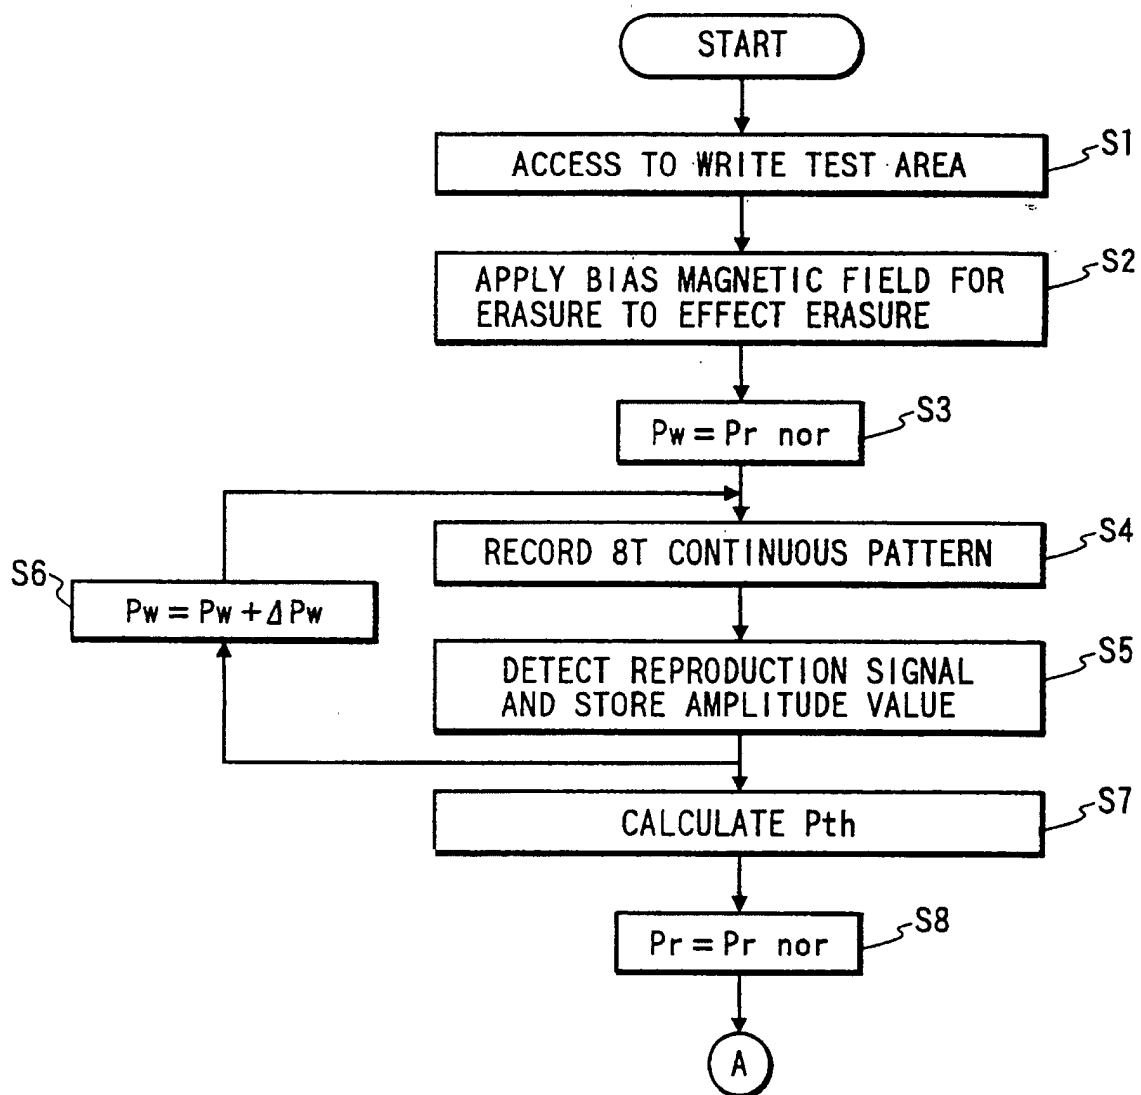 START
S1
ACCESS TO WRITE TEST AREA
S2
APPLY BIAS MAGNETIC FIELD FOR
ERASURE TO EFFECT ERASURE
S3
Pw = Pr nor
S4
RECORD 8T CONTINUOUS PATTERN
S6
Pw = Pw + ΔPw
S5
DETECT REPRODUCTION SIGNAL
AND STORE AMPLITUDE VALUE
S7
CALCULATE Pth
S8
Pr = Pr nor
A